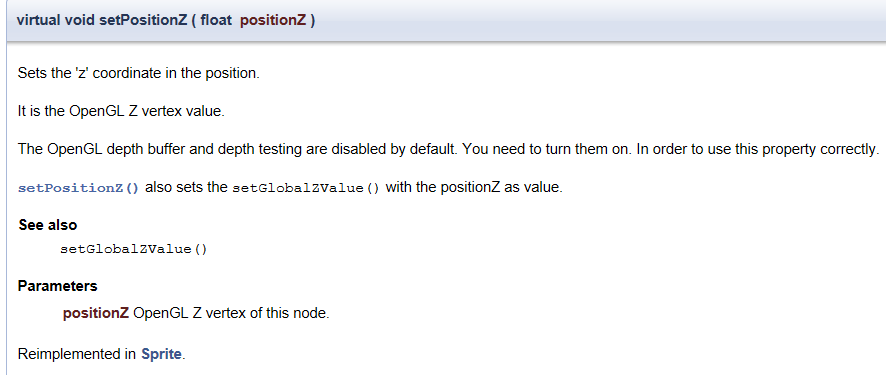 virtual void setPositionZ ( float positionZ )
Sets the 'z' coordinate in the position.
It is the OpenGL Z vertex value.
The OpenGL depth buffer and depth testing are disabled by default. You need to turn them on. In order to use this property correctly.
setPositionZ() also sets the setGlobalZValue() with the positionZ as value.
See also
setGlobalZValue()
Parameters
positionZ OpenGL Z vertex of this node.
Reimplemented in Sprite.